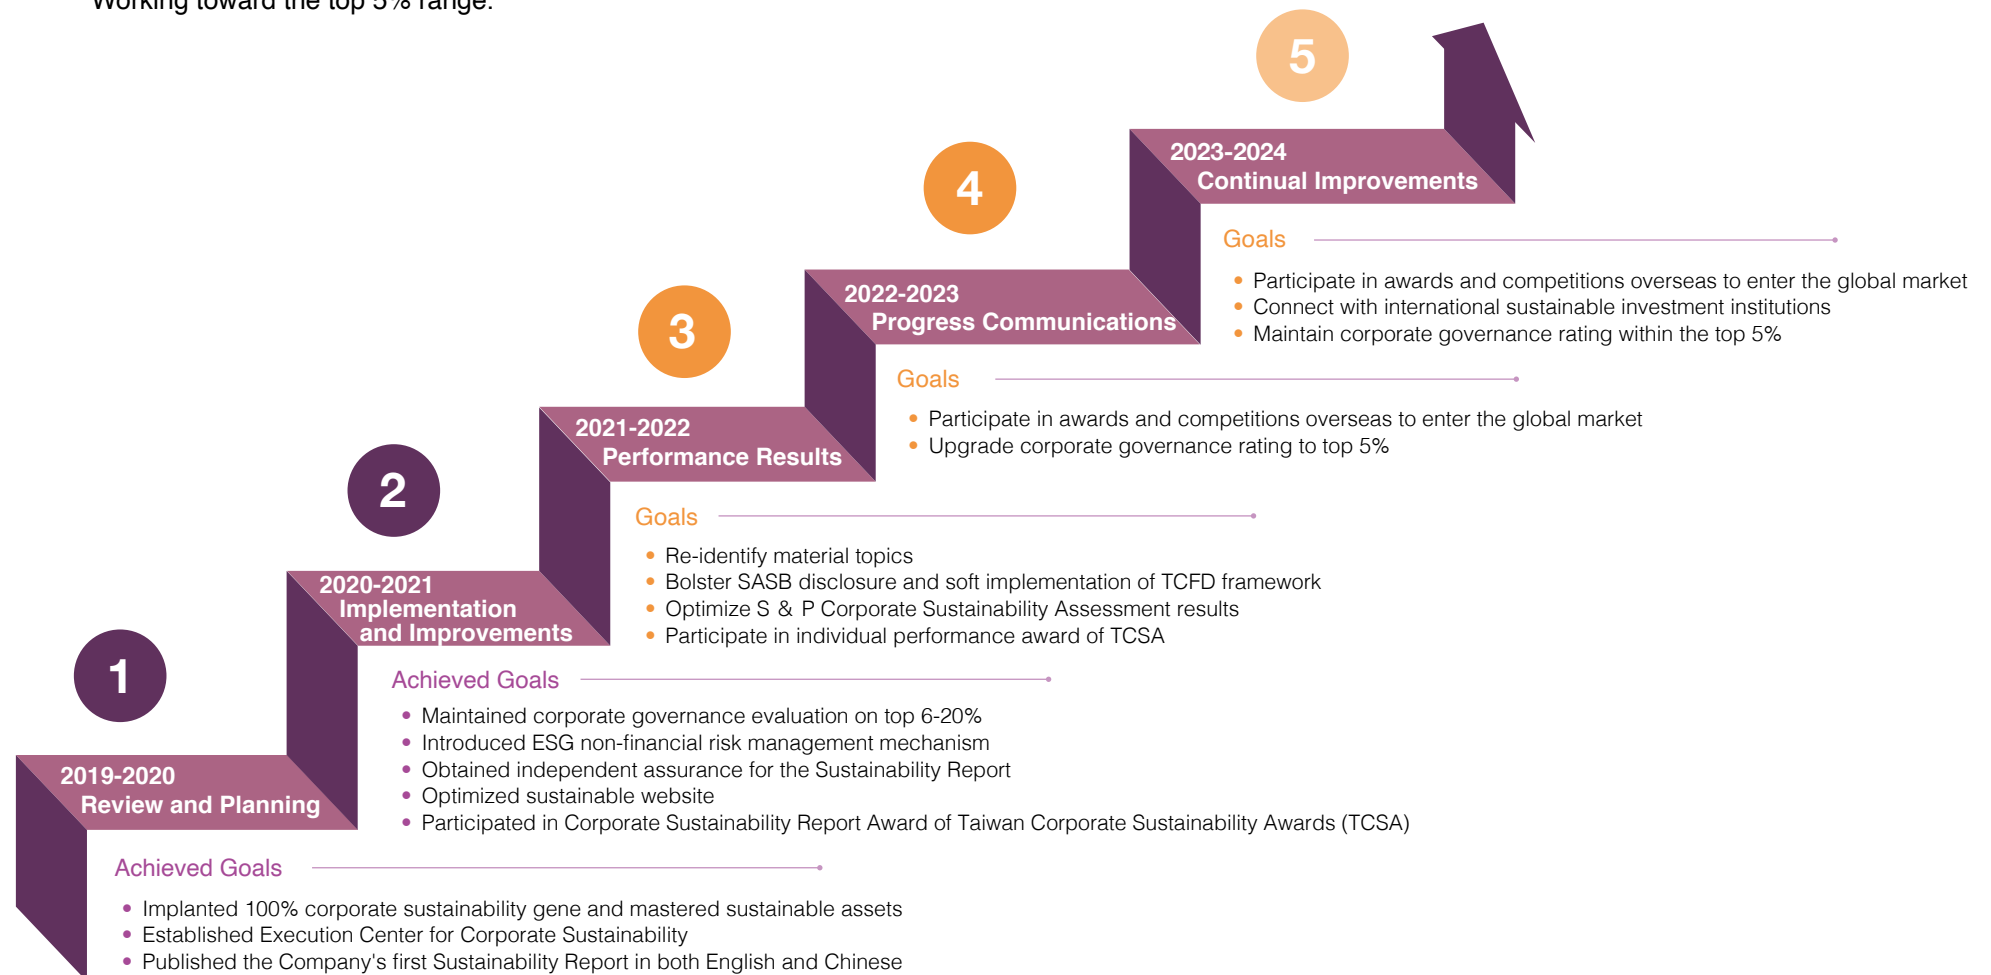 Working toward the top 5% range.
5
2023-2024
Continual Improvements
Goals
Participate in awards and competitions overseas to enter the global market
Connect with international sustainable investment institutions
Maintain corporate governance rating within the top 5%
4
2022-2023
Progress Communications
Goals
Participate in awards and competitions overseas to enter the global market
Upgrade corporate governance rating to top 5%
3
2021-2022
Performance Results
Goals
Re-identify material topics
Bolster SASB disclosure and soft implementation of TCFD framework
Optimize S & P Corporate Sustainability Assessment results
Participate in individual performance award of TCSA
2
2020-2021
Implementation
and Improvements
Achieved Goals
Maintained corporate governance evaluation on top 6-20%
Introduced ESG non-financial risk management mechanism
Obtained independent assurance for the Sustainability Report
Optimized sustainable website
Participated in Corporate Sustainability Report Award of Taiwan Corporate Sustainability Awards (TCSA)
1
2019-2020
Review and Planning
Achieved Goals
Implanted 100% corporate sustainability gene and mastered sustainable assets
Established Execution Center for Corporate Sustainability
Published the Company's first Sustainability Report in both English and Chinese